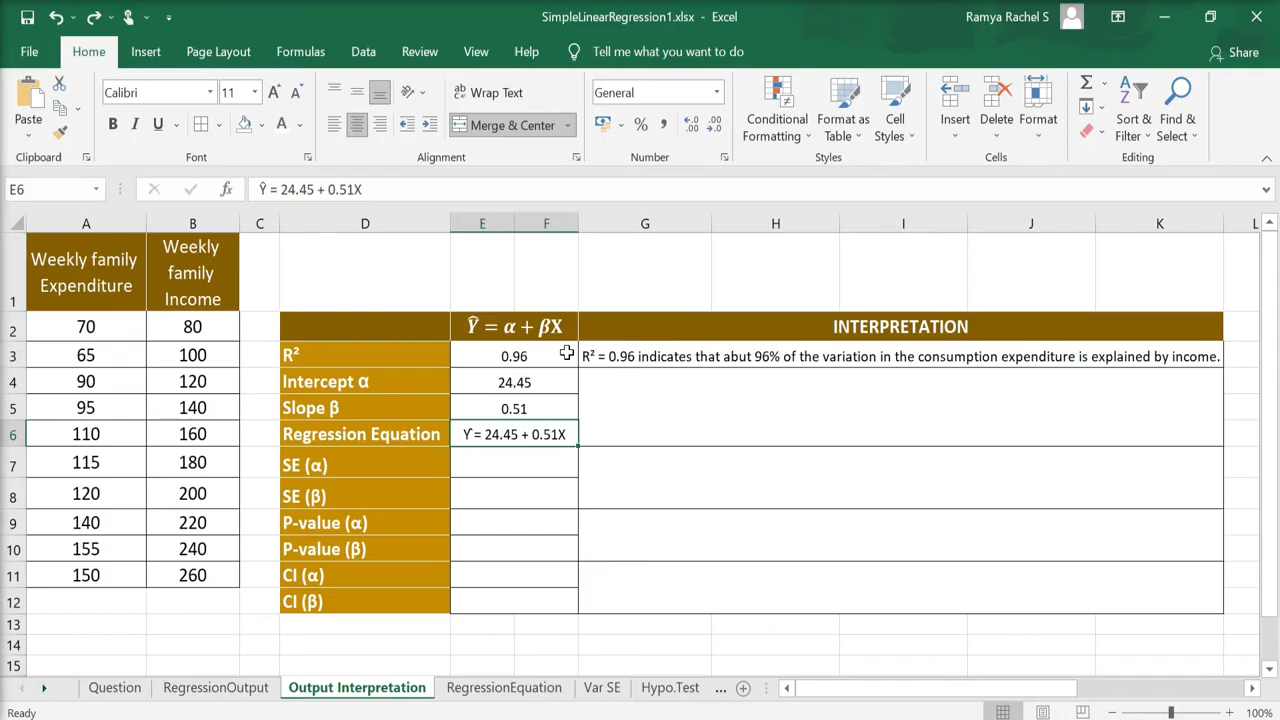 SimpleLinearRegression1.xlsx - Excel
Ramya Rachel S
File Home Insert Page Layout Formulas Data Review View Help Tell me what you want to do Share
Paste
Calibri 11
Wrap Text
Merge & Center
General
Conditional Formatting
Format as Table
Cell Styles
Insert Delete Format
Sort & Filter
Find & Select
Clipboard Font Alignment Number Styles Cells Editing
E6 fx Ŷ = 24.45 + 0.51X
A B C D E F G H I J K L
1 Weekly family Expenditure Weekly family Income
2 70 80 Ŷ = α + βX INTERPRETATION
3 65 100 R² 0.96 R² = 0.96 indicates that abut 96% of the variation in the consumption expenditure is explained by income.
4 90 120 Intercept α 24.45
5 95 140 Slope β 0.51
6 110 160 Regression Equation Ŷ = 24.45 + 0.51X
7 115 180 SE (α)
8 120 200 SE (β)
9 140 220 P-value (α)
10 155 240 P-value (β)
11 150 260 CI (α)
12 CI (β)
13
14
15
Question RegressionOutput Output Interpretation RegressionEquation Var SE Hypo.Test ...
Ready 100%